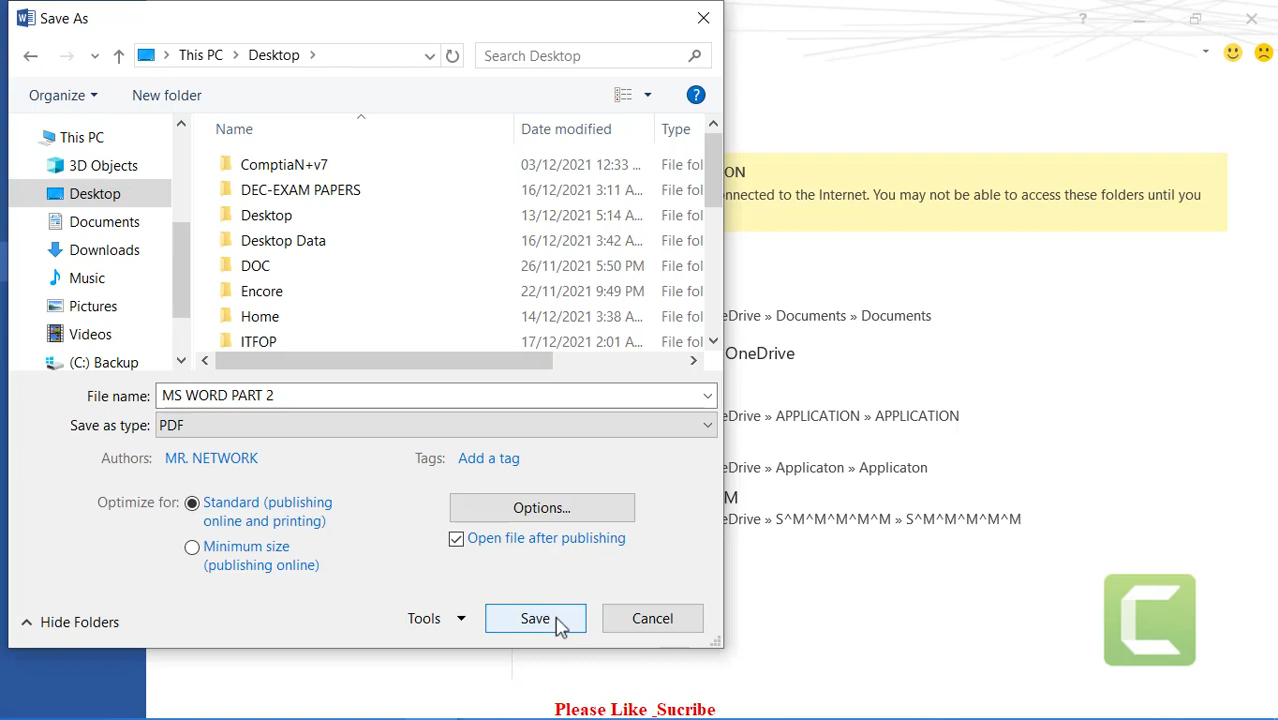 Save As
This PC Desktop Search Desktop
Organize New folder
Name Date modified Type
This PC
3D Objects
Desktop
Documents
Downloads
Music
Pictures
Videos
(C:) Backup
ComptiaN+v7 03/12/2021 12:33 ... File fol
DEC-EXAM PAPERS 16/12/2021 3:11 A... File fol
Desktop 13/12/2021 5:14 A... File fol
Desktop Data 16/12/2021 3:42 A... File fol
DOC 26/11/2021 5:50 PM File fol
Encore 22/11/2021 9:49 PM File fol
Home 14/12/2021 3:38 A... File fol
ITFOP 17/12/2021 2:01 A... File fol
File name: MS WORD PART 2
Save as type: PDF
Authors: MR. NETWORK Tags: Add a tag
Optimize for: Standard (publishing
online and printing)
Minimum size
(publishing online)
Options...
Open file after publishing
Hide Folders Tools Save Cancel
ON
nnected to the Internet. You may not be able to access these folders until you
eDrive » Documents » Documents
OneDrive
eDrive » APPLICATION » APPLICATION
eDrive » Applicaton » Applicaton
M
eDrive » S^M^M^M^M^M » S^M^M^M^M^M
Please Like _Sucribe